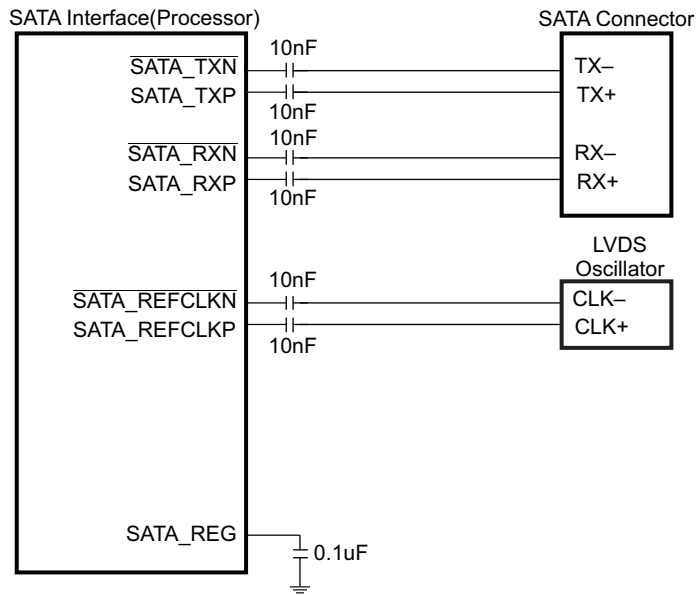 SATA Interface(Processor)
SATA Connector
10nF
SATA_TXN
TX–
SATA_TXP
TX+
10nF
10nF
SATA_RXN
RX–
SATA_RXP
RX+
10nF
LVDS
Oscillator
10nF
SATA_REFCLKN
CLK–
SATA_REFCLKP
CLK+
10nF
SATA_REG
0.1uF